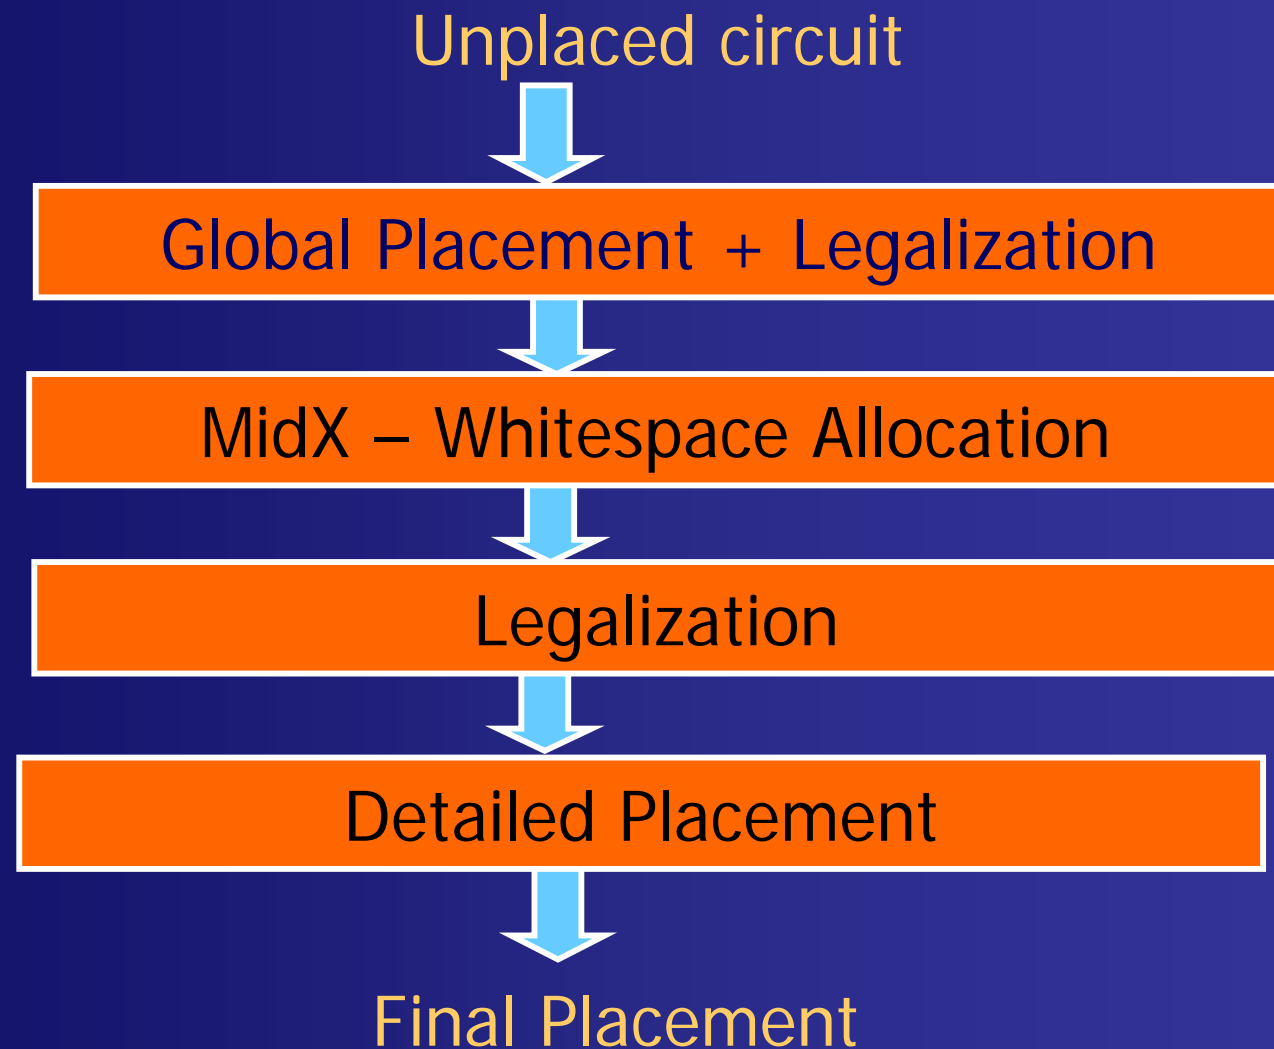 Unplaced circuit
Global Placement + Legalization
MidX – Whitespace Allocation
Legalization
Detailed Placement
Final Placement